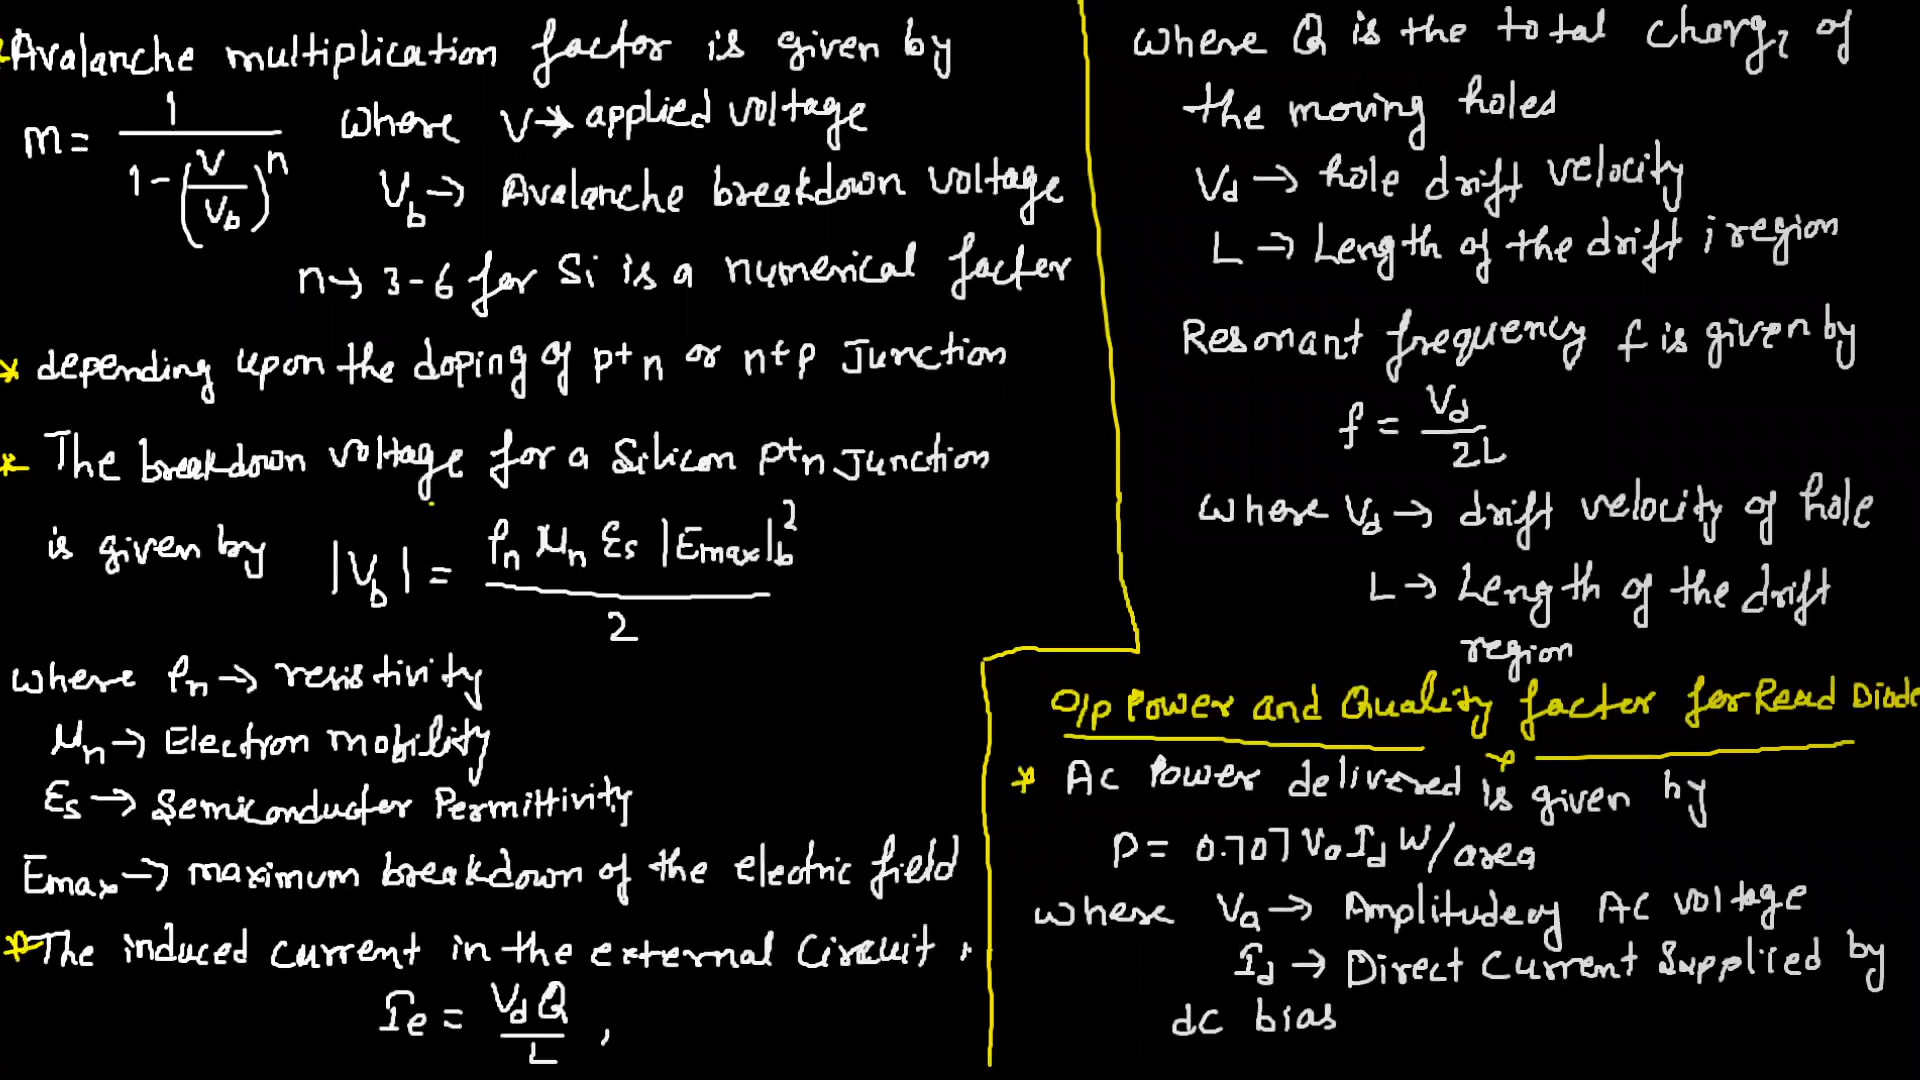 Avalanche multiplication factor is given by
m = 1 / (1 - (V/Vb)^n) where V → applied voltage
Vb → Avalanche breakdown voltage
n → 3-6 for Si is a numerical factor
* depending upon the doping of p+n or n+p Junction
* The breakdown voltage for a Silicon p+n Junction
is given by |Vb| = ρn μn εs |Emax|b^2 / 2
where ρn → resistivity
μn → Electron mobility
εs → Semiconductor Permittivity
Emax → maximum breakdown of the electric field
* The induced current in the external Circuit
Ie = Vd Q / L ,
where Q is the total charge of
the moving holes
Vd → hole drift velocity
L → Length of the drift i region
Resonant frequency f is given by
f = Vd / 2L
where Vd → drift velocity of hole
L → Length of the drift
region
O/p Power and Quality factor for Read Diode
* Ac Power delivered is given by
P = 0.707 Va Id W/area
where Va → Amplitude of AC voltage
Id → Direct Current Supplied by
dc bias